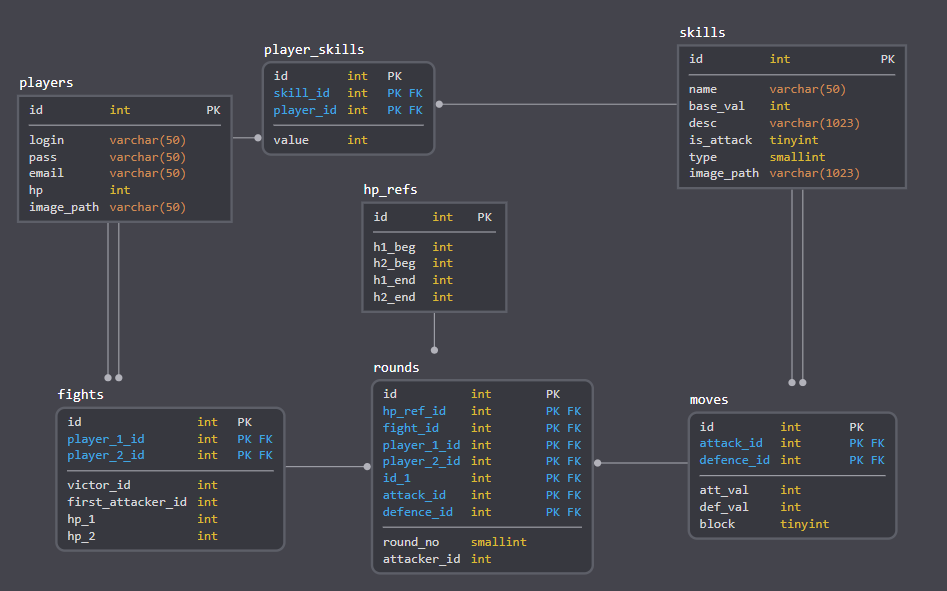 players
id int PK
login varchar(50)
pass varchar(50)
email varchar(50)
hp int
image_path varchar(50)
player_skills
id int PK
skill_id int PK FK
player_id int PK FK
value int
skills
id int PK
name varchar(50)
base_val int
desc varchar(1023)
is_attack tinyint
type smallint
image_path varchar(1023)
hp_refs
id int PK
h1_beg int
h2_beg int
h1_end int
h2_end int
fights
id int PK
player_1_id int PK FK
player_2_id int PK FK
victor_id int
first_attacker_id int
hp_1 int
hp_2 int
rounds
id int PK
hp_ref_id int PK FK
fight_id int PK FK
player_1_id int PK FK
player_2_id int PK FK
id_1 int PK FK
attack_id int PK FK
defence_id int PK FK
round_no smallint
attacker_id int
moves
id int PK
attack_id int PK FK
defence_id int PK FK
att_val int
def_val int
block tinyint